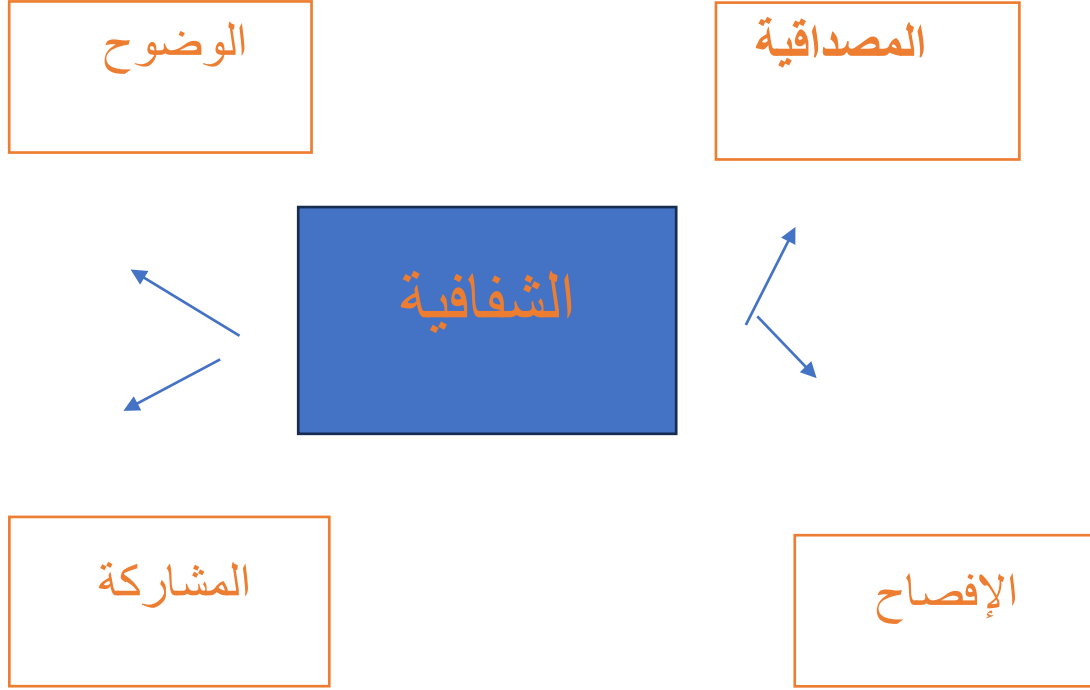 المصداقية
الوضوح
الشفافية
الإفصاح
المشاركة